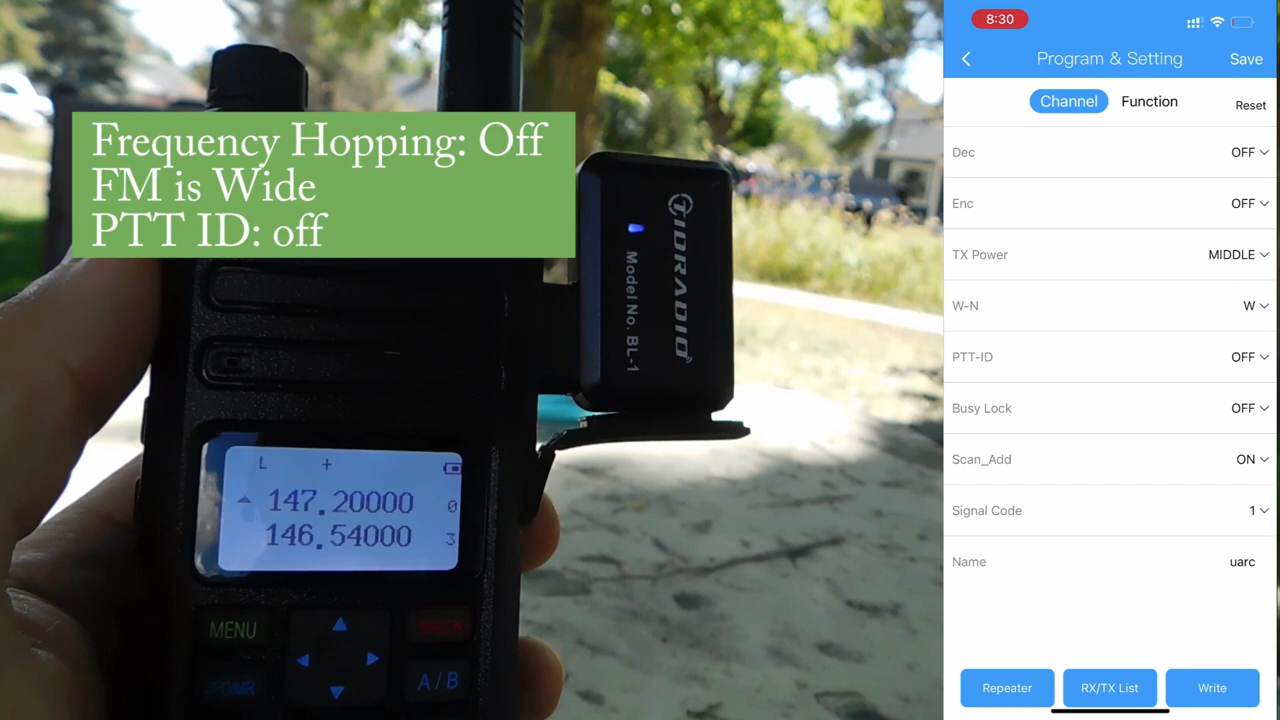 Frequency Hopping: Off
FM is Wide
PTT ID: off
TIDRADIO
Model No. BL-1
L +
147.20000 0
146.54000 3
MENU
BACK
A/B
8:30
Program & Setting
Save
Channel
Function
Reset
Dec OFF
Enc OFF
TX Power MIDDLE
W-N W
PTT-ID OFF
Busy Lock OFF
Scan_Add ON
Signal Code 1
Name uarc
Repeater
RX/TX List
Write